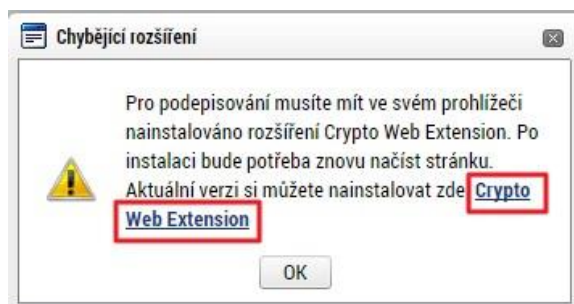 Chybějící rozšíření
Pro podepisování musíte mít ve svém prohlížeči
nainstalováno rozšíření Crypto Web Extension. Po
instalaci bude potřeba znovu načíst stránku.
Aktuální verzi si můžete nainstalovat zde Crypto
Web Extension
OK